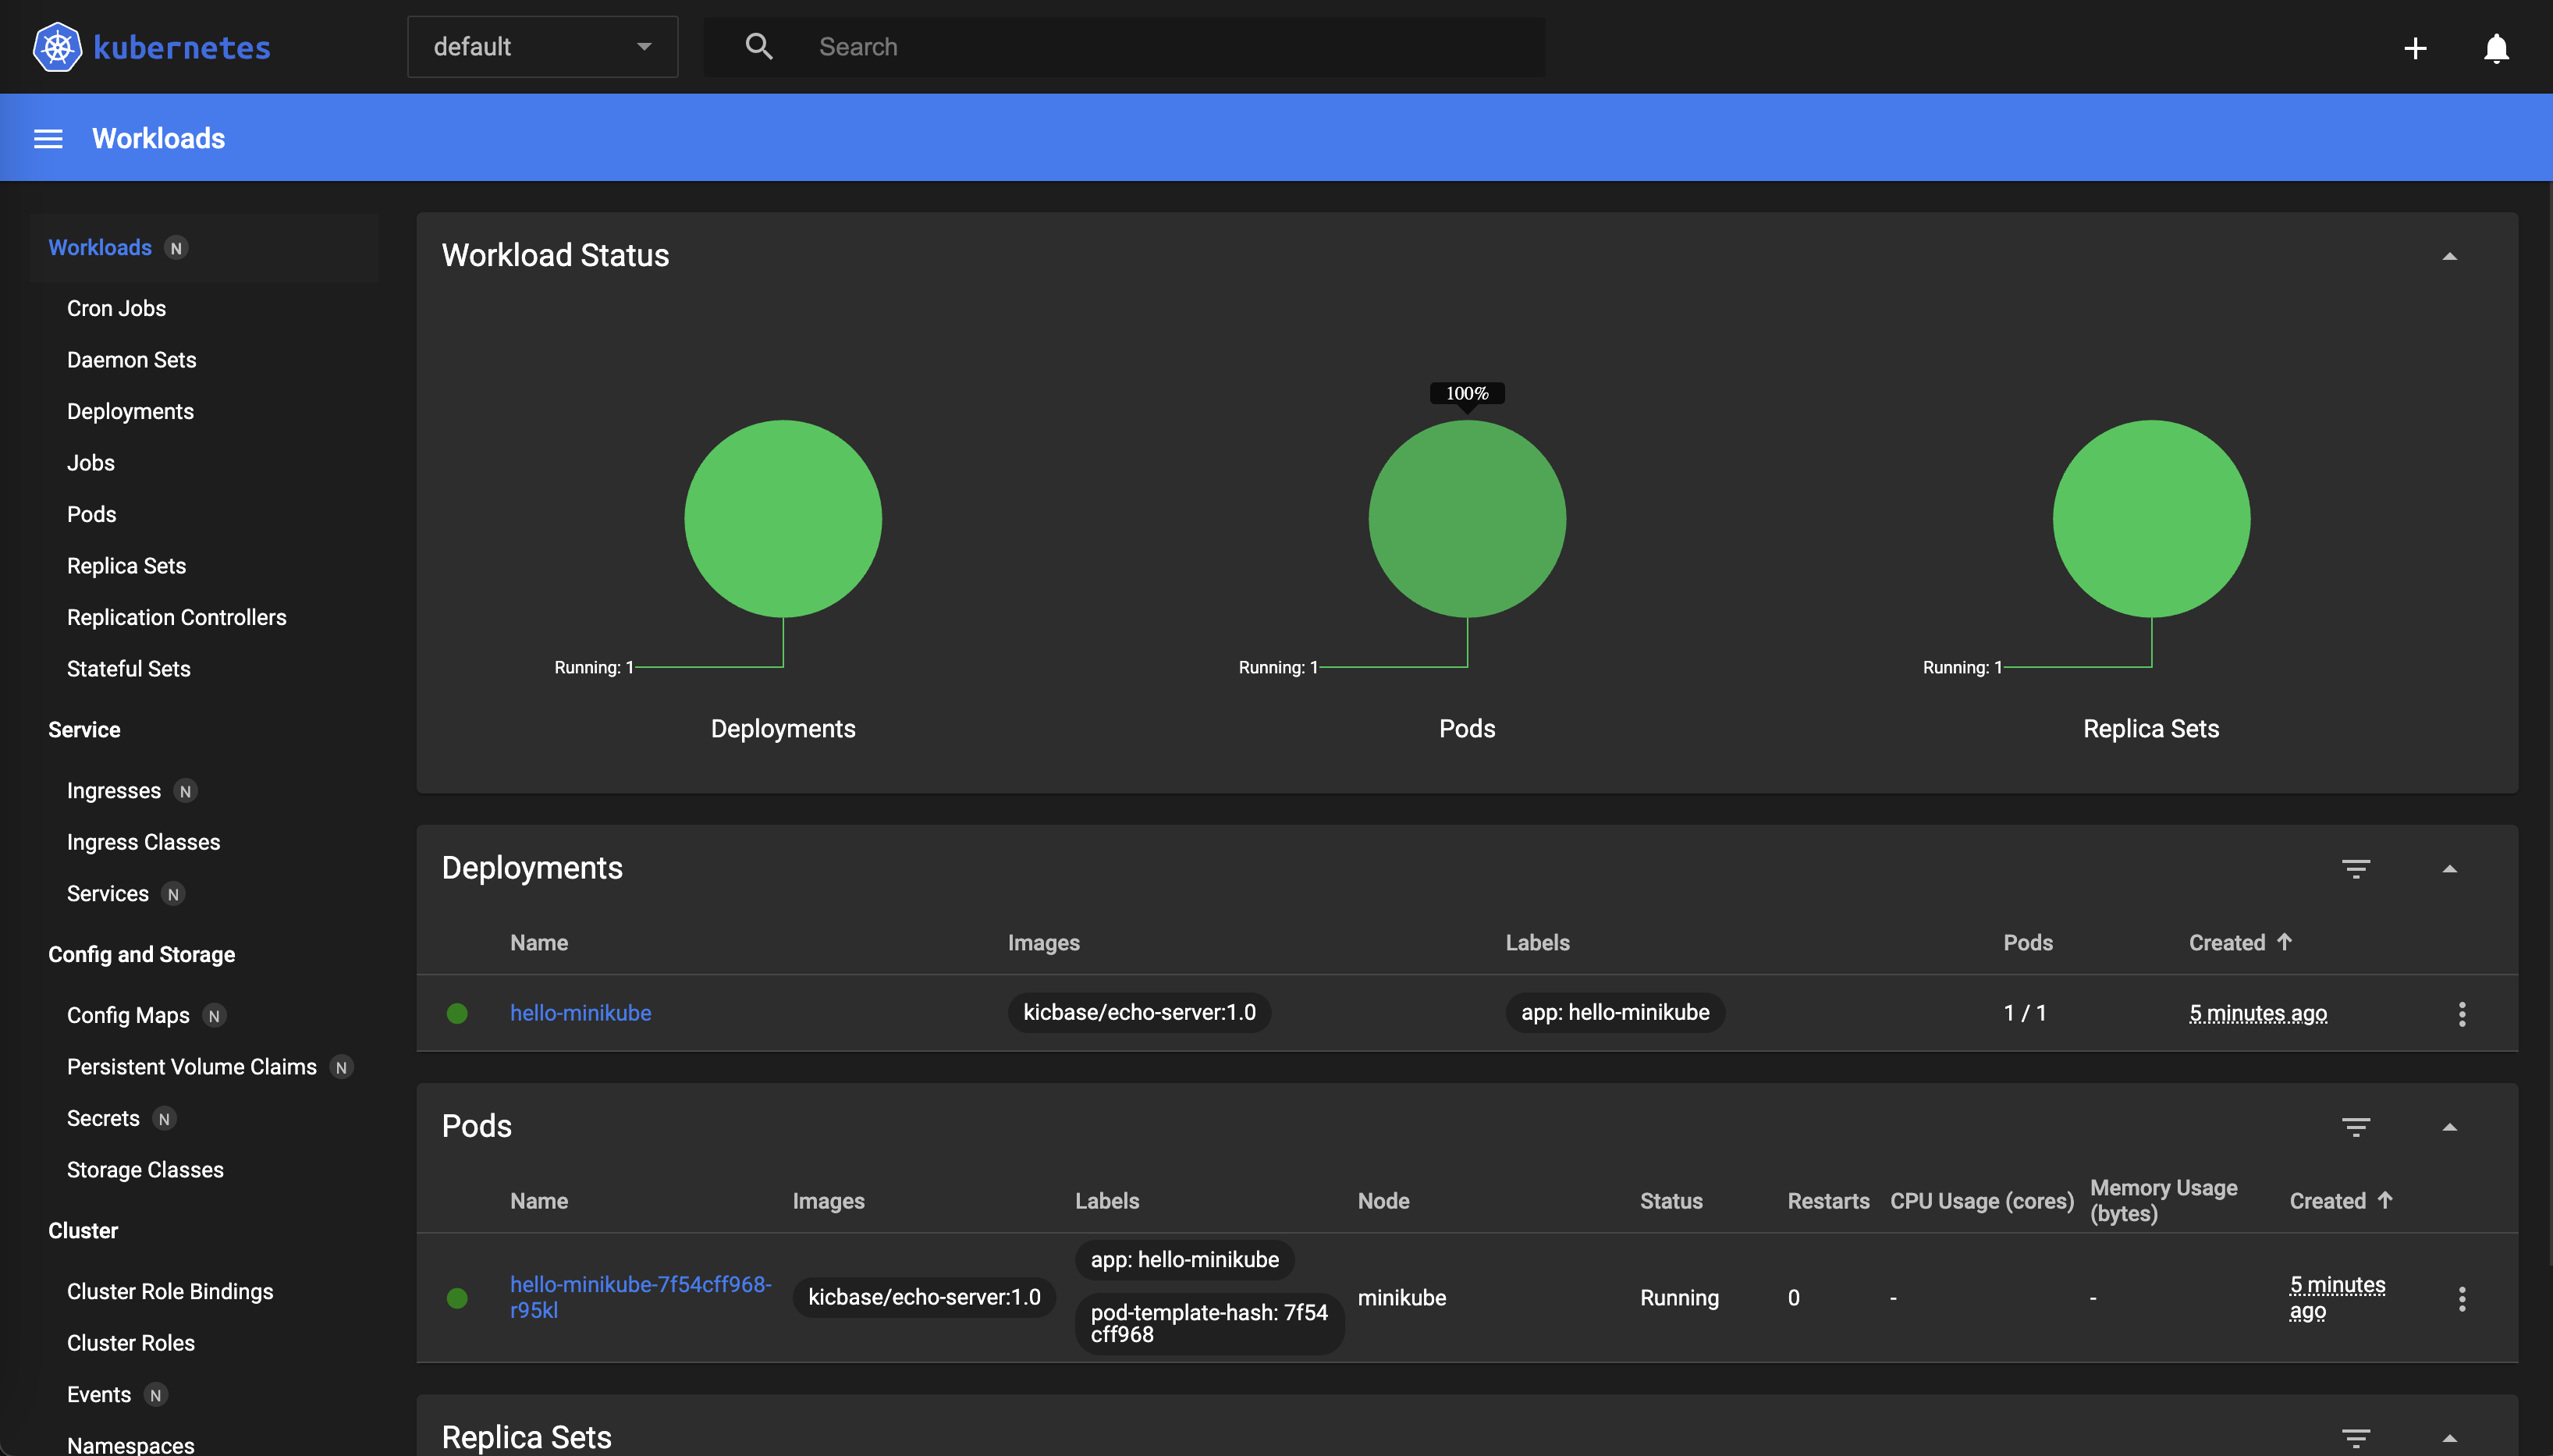 kubernetes
default
Search
Workloads
Workloads N
Cron Jobs
Daemon Sets
Deployments
Jobs
Pods
Replica Sets
Replication Controllers
Stateful Sets
Service
Ingresses N
Ingress Classes
Services N
Config and Storage
Config Maps N
Persistent Volume Claims N
Secrets N
Storage Classes
Cluster
Cluster Role Bindings
Cluster Roles
Events N
Namespaces
Workload Status
100%
Running: 1
Running: 1
Running: 1
Deployments
Pods
Replica Sets
Deployments
Name Images Labels Pods Created
hello-minikube kicbase/echo-server:1.0 app: hello-minikube 1 / 1 5 minutes ago
Pods
Name Images Labels Node Status Restarts CPU Usage (cores) Memory Usage
(bytes) Created
hello-minikube-7f54cff968-
r95kl
kicbase/echo-server:1.0
app: hello-minikube
pod-template-hash: 7f54
cff968
minikube
Running
0
-
-
5 minutes
ago
Replica Sets